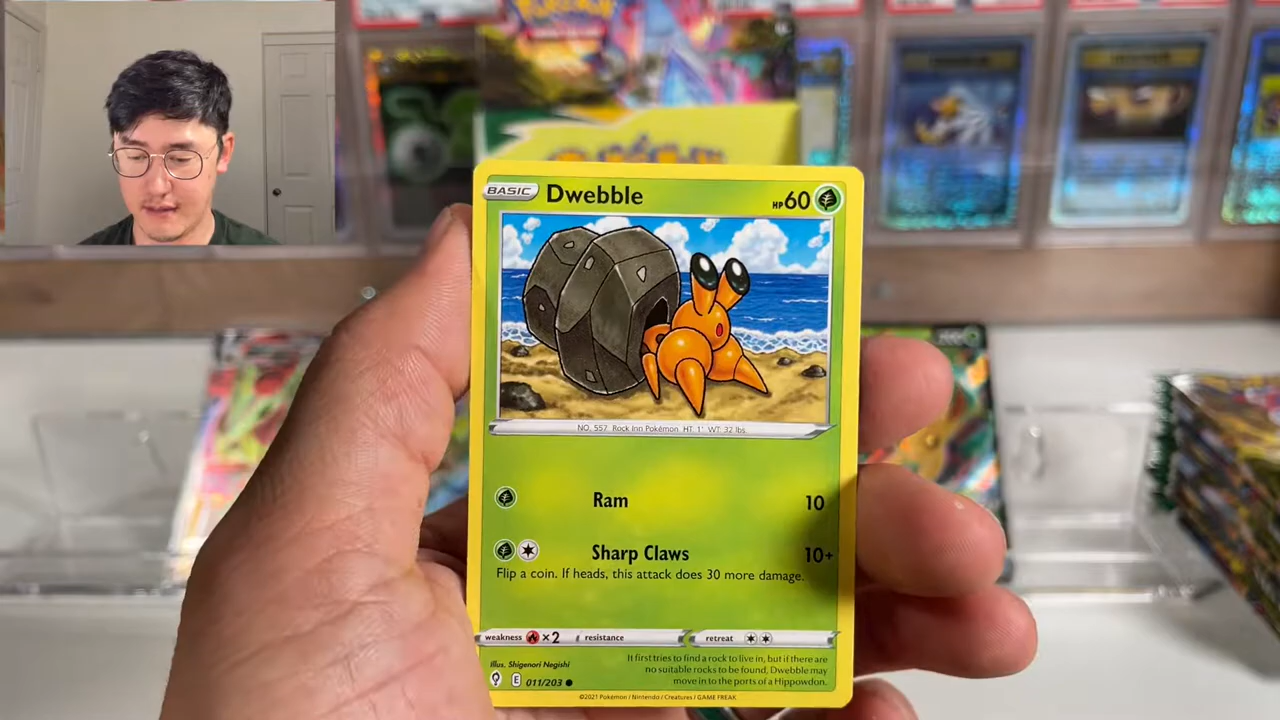 Pokémon
BASIC Dwebble HP60
NO. 557 Rock Inn Pokémon HT: 1' WT: 32 lbs.
Ram 10
Sharp Claws 10+
Flip a coin. If heads, this attack does 30 more damage.
weakness ×2 resistance retreat
Illus. Shigenori Negishi
E 011/203
It first tries to find a rock to live in, but if there are
no suitable rocks to be found, Dwebble may
move in to the ports of a Hippowdon.
©2021 Pokémon / Nintendo / Creatures / GAME FREAK